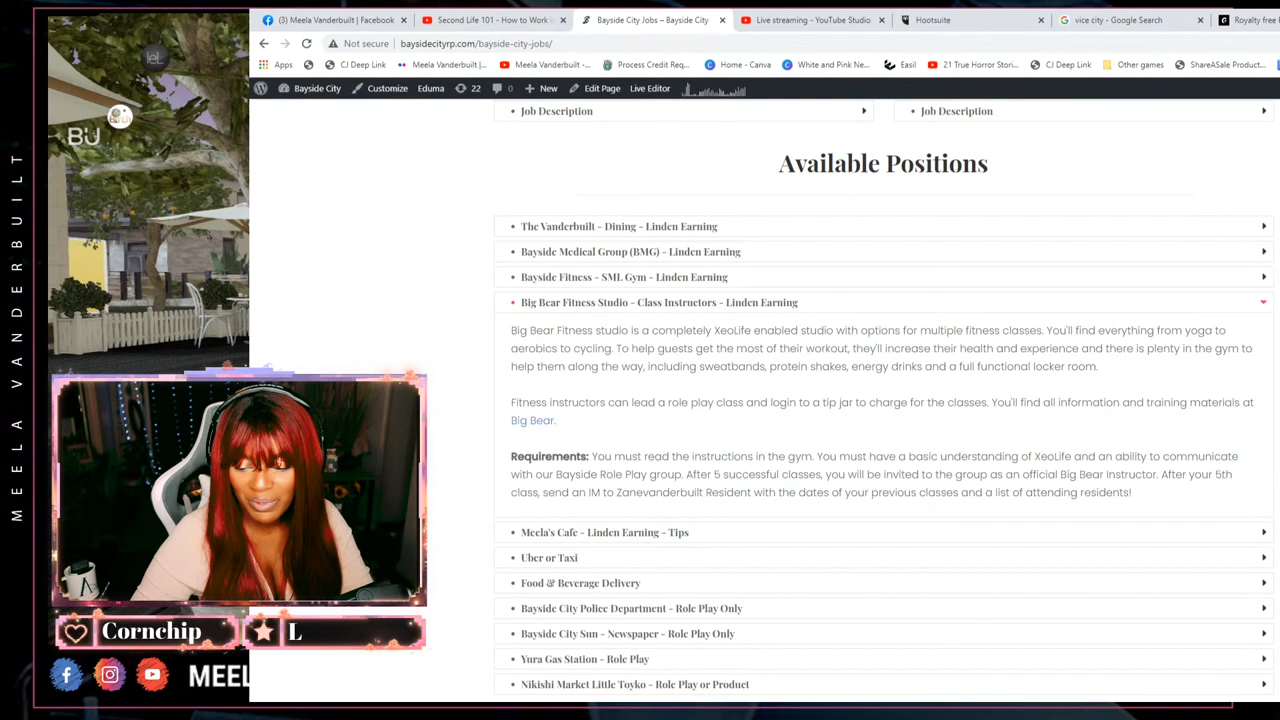 (3) Meela Vanderbuilt | Facebook
Second Life 101 - How to Work in
Bayside City Jobs – Bayside City
Live streaming - YouTube Studio
Hootsuite
vice city - Google Search
Royalty free
Not secure
baysidecityrp.com/bayside-city-jobs/
Apps
CJ Deep Link
Meela Vanderbuilt |...
Meela Vanderbuilt -...
Process Credit Req...
Home - Canva
White and Pink Ne...
Easil
21 True Horror Stori...
CJ Deep Link
Other games
ShareASale Product...
Bayside City
Customize
Eduma
22
0
New
Edit Page
Live Editor
Job Description
Job Description
Available Positions
The Vanderbuilt - Dining - Linden Earning
Bayside Medical Group (BMG) - Linden Earning
Bayside Fitness - SML Gym - Linden Earning
Big Bear Fitness Studio - Class Instructors - Linden Earning
Big Bear Fitness studio is a completely XeoLife enabled studio with options for multiple fitness classes. You'll find everything from yoga to
aerobics to cycling. To help guests get the most of their workout, they'll increase their health and experience and there is plenty in the gym to
help them along the way, including sweatbands, protein shakes, energy drinks and a full functional locker room.
Fitness instructors can lead a role play class and login to a tip jar to charge for the classes. You'll find all information and training materials at
Big Bear.
Requirements: You must read the instructions in the gym. You must have a basic understanding of XeoLife and an ability to communicate
with our Bayside Role Play group. After 5 successful classes, you will be invited to the group as an official Big Bear Instructor. After your 5th
class, send an IM to Zanevanderbuilt Resident with the dates of your previous classes and a list of attending residents!
Meela's Cafe - Linden Earning - Tips
Uber or Taxi
Food & Beverage Delivery
Bayside City Police Department - Role Play Only
Bayside City Sun - Newspaper - Role Play Only
Yura Gas Station - Role Play
Nikishi Market Little Toyko - Role Play or Product
MEELA VANDERBUILT
BU
Cornchip
L
MEEL